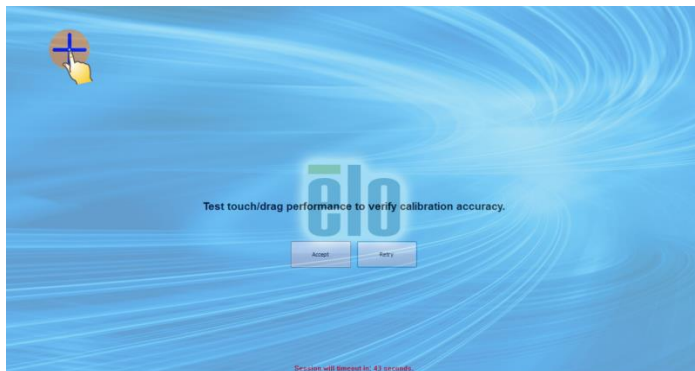 elo
Test touch/drag performance to verify calibration accuracy.
Accept
Retry
Session will timeout in: 43 seconds.